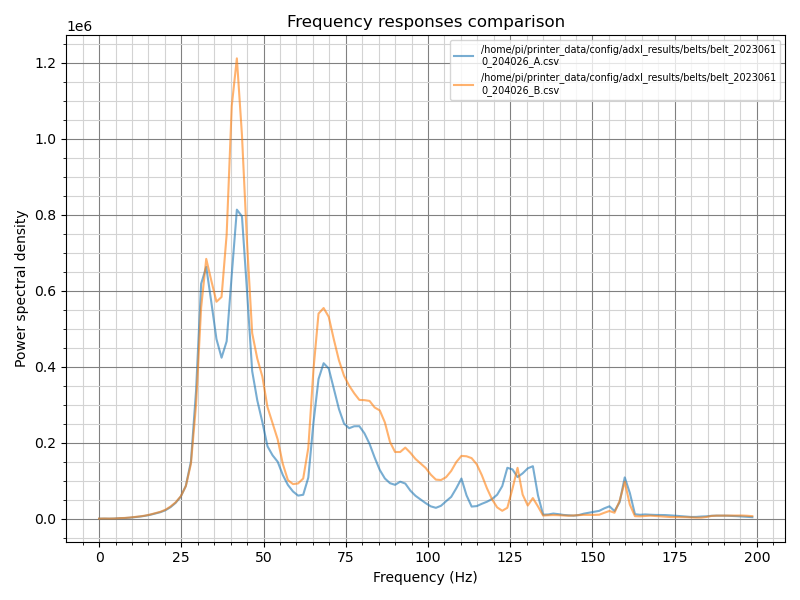 Frequency responses comparison
1e6
/home/pi/printer_data/config/adxl_results/belts/belt_2023061
0_204026_A.csv
/home/pi/printer_data/config/adxl_results/belts/belt_2023061
0_204026_B.csv
1.2
1.0
0.8
0.6
0.4
0.2
0.0
Power spectral density
0 25 50 75 100 125 150 175 200
Frequency (Hz)